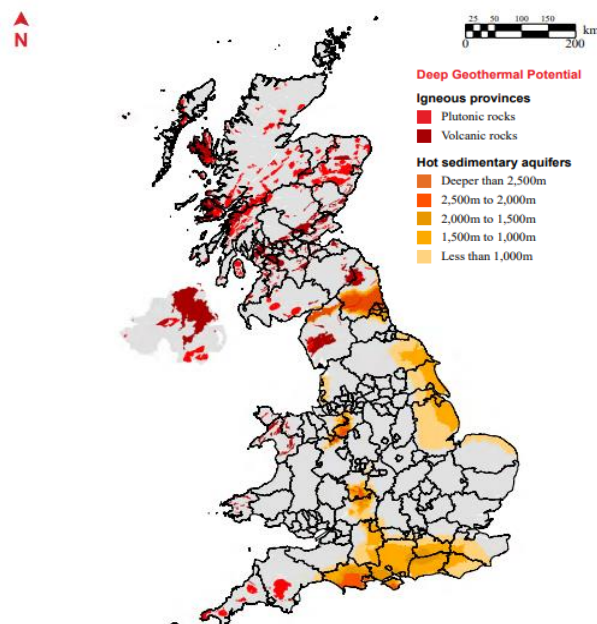 N
25 50 100 150
0 200 km
Deep Geothermal Potential
Igneous provinces
Plutonic rocks
Volcanic rocks
Hot sedimentary aquifers
Deeper than 2,500m
2,500m to 2,000m
2,000m to 1,500m
1,500m to 1,000m
Less than 1,000m